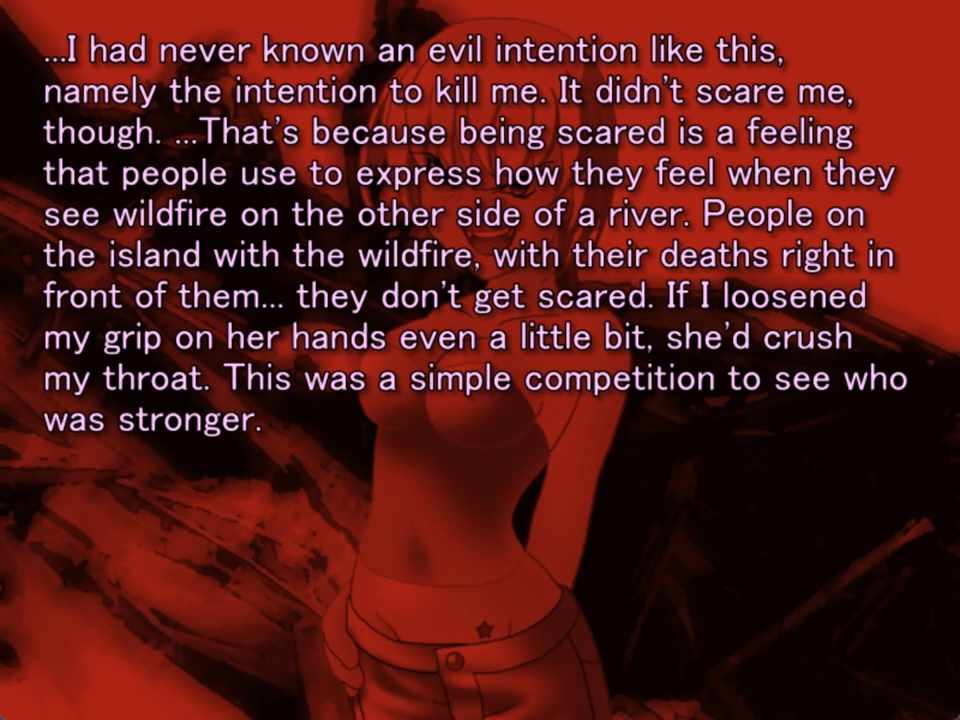 ...I had never known an evil intention like this,
namely the intention to kill me. It didn't scare me,
though. ...That's because being scared is a feeling
that people use to express how they feel when they
see wildfire on the other side of a river. People on
the island with the wildfire, with their deaths right in
front of them... they don't get scared. If I loosened
my grip on her hands even a little bit, she'd crush
my throat. This was a simple competition to see who
was stronger.